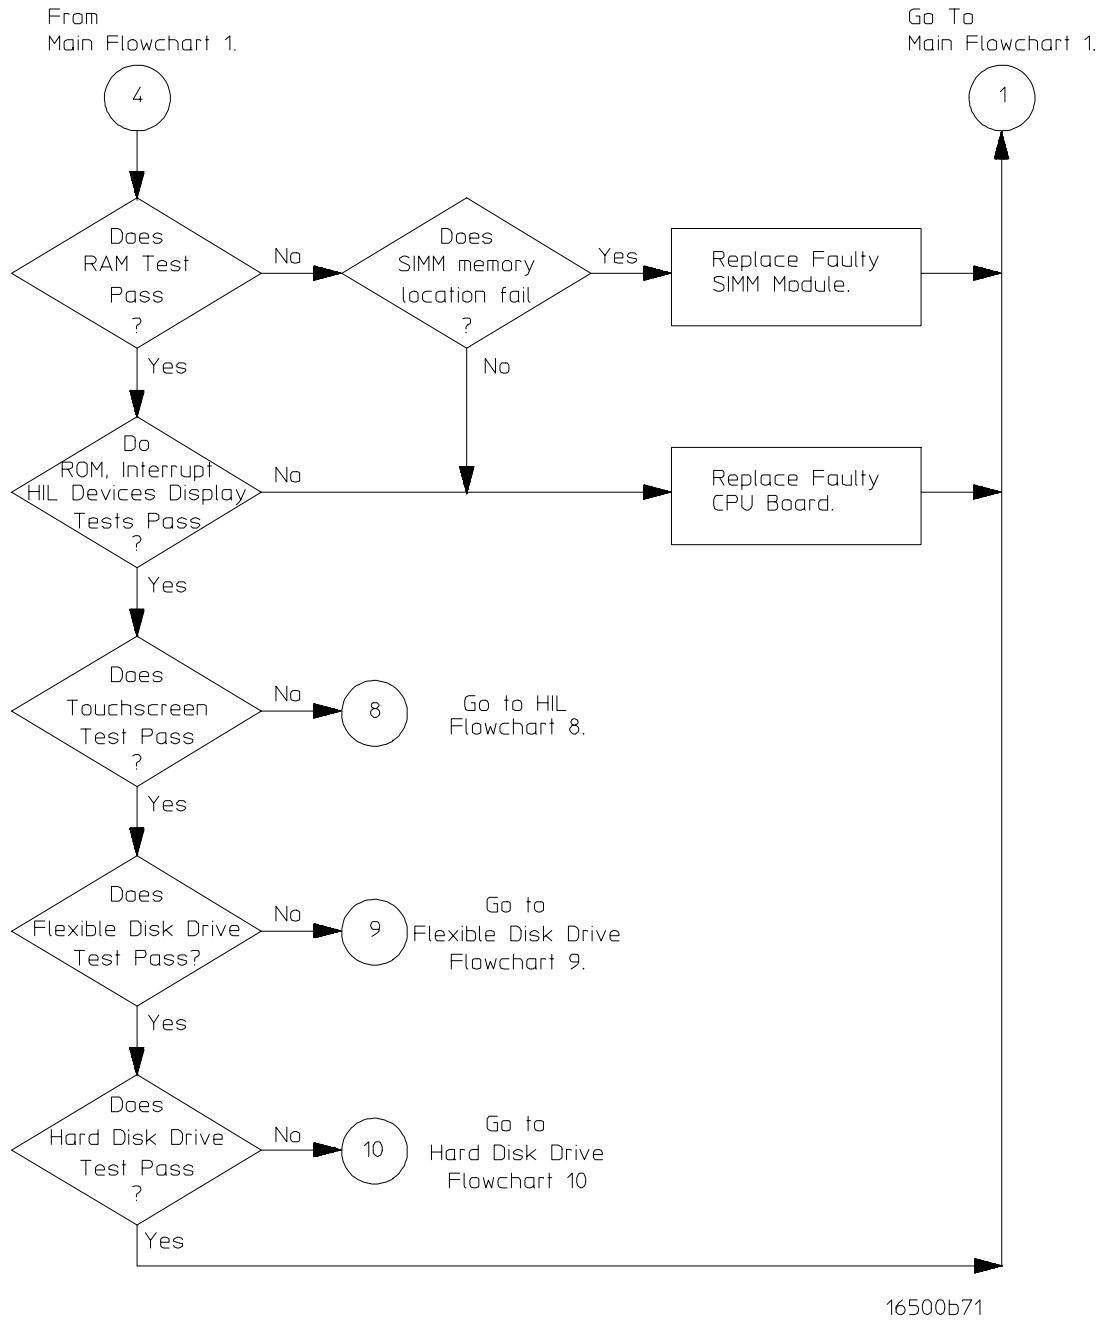 From
Main Flowchart 1.
Go To
Main Flowchart 1.
4
1
Does
RAM Test
Pass
?
No
Does
SIMM memory
location fail
?
Yes
Replace Faulty
SIMM Module.
Yes
No
Do
ROM, Interrupt
HIL Devices Display
Tests Pass
?
No
Replace Faulty
CPU Board.
Yes
Does
Touchscreen
Test Pass
?
No
8
Go to HIL
Flowchart 8.
Yes
Does
Flexible Disk Drive
Test Pass?
No
9
Go to
Flexible Disk Drive
Flowchart 9.
Yes
Does
Hard Disk Drive
Test Pass
?
No
10
Go to
Hard Disk Drive
Flowchart 10
Yes
16500b71